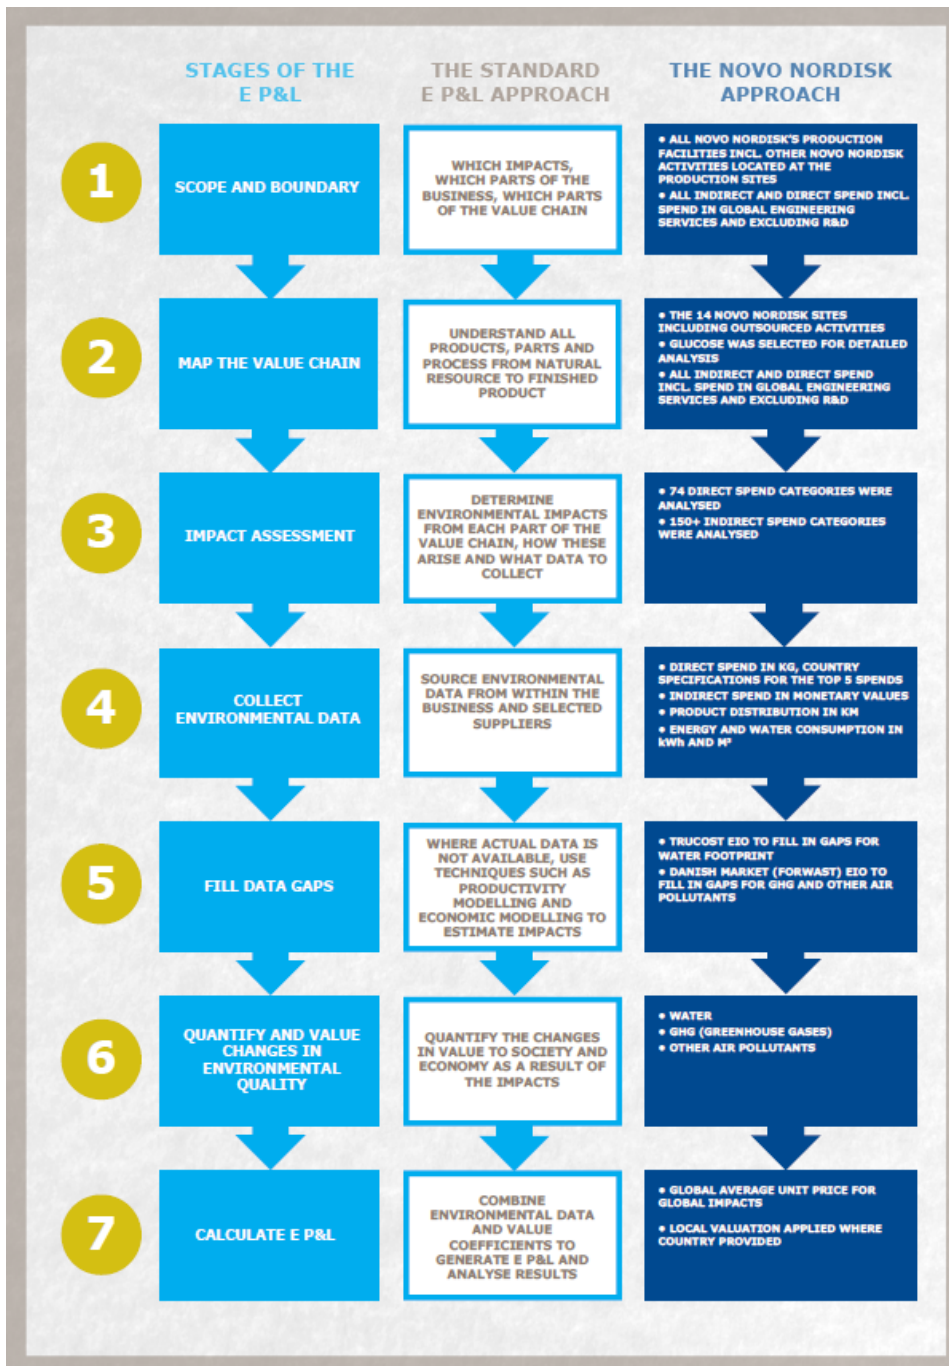 STAGES OF THE
E P&L
THE STANDARD
E P&L APPROACH
THE NOVO NORDISK
APPROACH
1
SCOPE AND BOUNDARY
WHICH IMPACTS,
WHICH PARTS OF THE
BUSINESS, WHICH PARTS
OF THE VALUE CHAIN
• ALL NOVO NORDISK'S PRODUCTION
FACILITIES INCL. OTHER NOVO NORDISK
ACTIVITIES LOCATED AT THE
PRODUCTION SITES
• ALL INDIRECT AND DIRECT SPEND INCL.
SPEND IN GLOBAL ENGINEERING
SERVICES AND EXCLUDING R&D
2
MAP THE VALUE CHAIN
UNDERSTAND ALL
PRODUCTS, PARTS AND
PROCESS FROM NATURAL
RESOURCE TO FINISHED
PRODUCT
• THE 14 NOVO NORDISK SITES
INCLUDING OUTSOURCED ACTIVITIES
• GLUCOSE WAS SELECTED FOR DETAILED
ANALYSIS
• ALL INDIRECT AND DIRECT SPEND
INCL. SPEND IN GLOBAL ENGINEERING
SERVICES AND EXCLUDING R&D
3
IMPACT ASSESSMENT
DETERMINE
ENVIRONMENTAL IMPACTS
FROM EACH PART OF THE
VALUE CHAIN, HOW THESE
ARISE AND WHAT DATA TO
COLLECT
• 74 DIRECT SPEND CATEGORIES WERE
ANALYSED
• 150+ INDIRECT SPEND CATEGORIES
WERE ANALYSED
4
COLLECT
ENVIRONMENTAL DATA
SOURCE ENVIRONMENTAL
DATA FROM WITHIN THE
BUSINESS AND SELECTED
SUPPLIERS
• DIRECT SPEND IN KG, COUNTRY
SPECIFICATIONS FOR THE TOP 5 SPENDS
• INDIRECT SPEND IN MONETARY VALUES
• PRODUCT DISTRIBUTION IN KM
• ENERGY AND WATER CONSUMPTION IN
kWh AND M³
5
FILL DATA GAPS
WHERE ACTUAL DATA IS
NOT AVAILABLE, USE
TECHNIQUES SUCH AS
PRODUCTIVITY
MODELLING AND
ECONOMIC MODELLING TO
ESTIMATE IMPACTS
• TRUCOST EIO TO FILL IN GAPS FOR
WATER FOOTPRINT
• DANISH MARKET (FORWAST) EIO TO
FILL IN GAPS FOR GHG AND OTHER AIR
POLLUTANTS
6
QUANTIFY AND VALUE
CHANGES IN
ENVIRONMENTAL
QUALITY
QUANTIFY THE CHANGES
IN VALUE TO SOCIETY AND
ECONOMY AS A RESULT OF
THE IMPACTS
• WATER
• GHG (GREENHOUSE GASES)
• OTHER AIR POLLUTANTS
7
CALCULATE E P&L
COMBINE
ENVIRONMENTAL DATA
AND VALUE
COEFFICIENTS TO
GENERATE E P&L AND
ANALYSE RESULTS
• GLOBAL AVERAGE UNIT PRICE FOR
GLOBAL IMPACTS
• LOCAL VALUATION APPLIED WHERE
COUNTRY PROVIDED